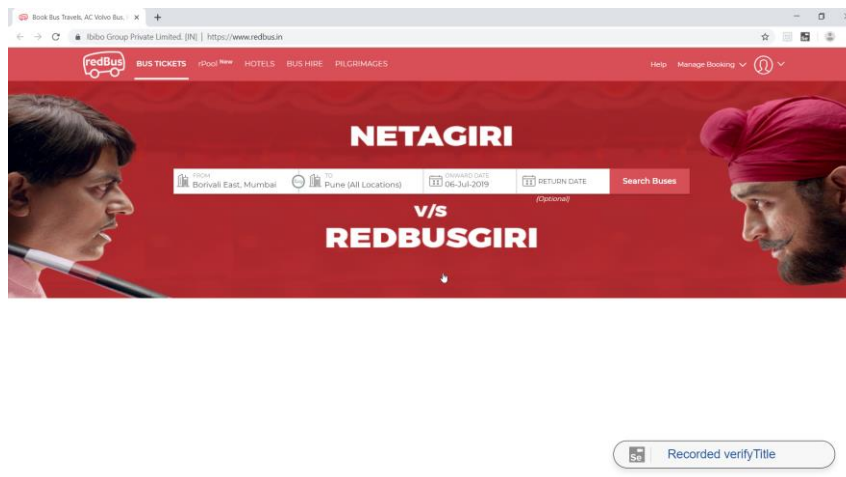 Book Bus Travels, AC Volvo Bus,
Ibibo Group Private Limited. [IN] | https://www.redbus.in
redBus BUS TICKETS rPool New HOTELS BUS HIRE PILGRIMAGES Help Manage Booking
NETAGIRI
FROM TO ONWARD DATE
Borivali East, Mumbai Pune (All Locations) 06-Jul-2019 RETURN DATE Search Buses
(Optional)
V/S
REDBUSGIRI
Se Recorded verifyTitle